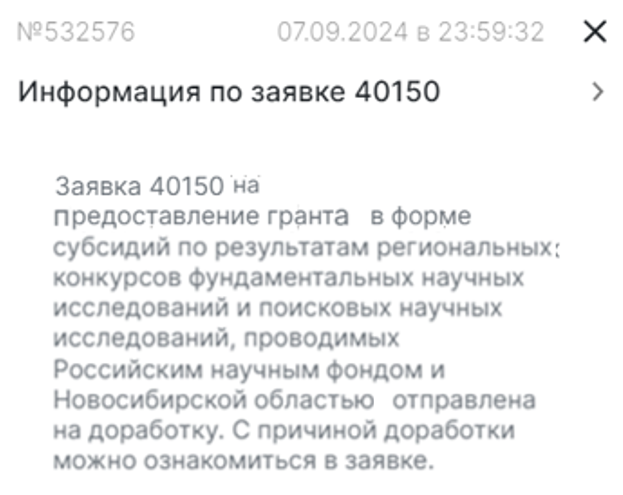 №532576 07.09.2024 в 23:59:32
Информация по заявке 40150
Заявка 40150 на
предоставление гранта в форме
субсидий по результатам региональных;
конкурсов фундаментальных научных
исследований и поисковых научных
исследований, проводимых
Российским научным фондом и
Новосибирской областью отправлена
на доработку. С причиной доработки
можно ознакомиться в заявке.